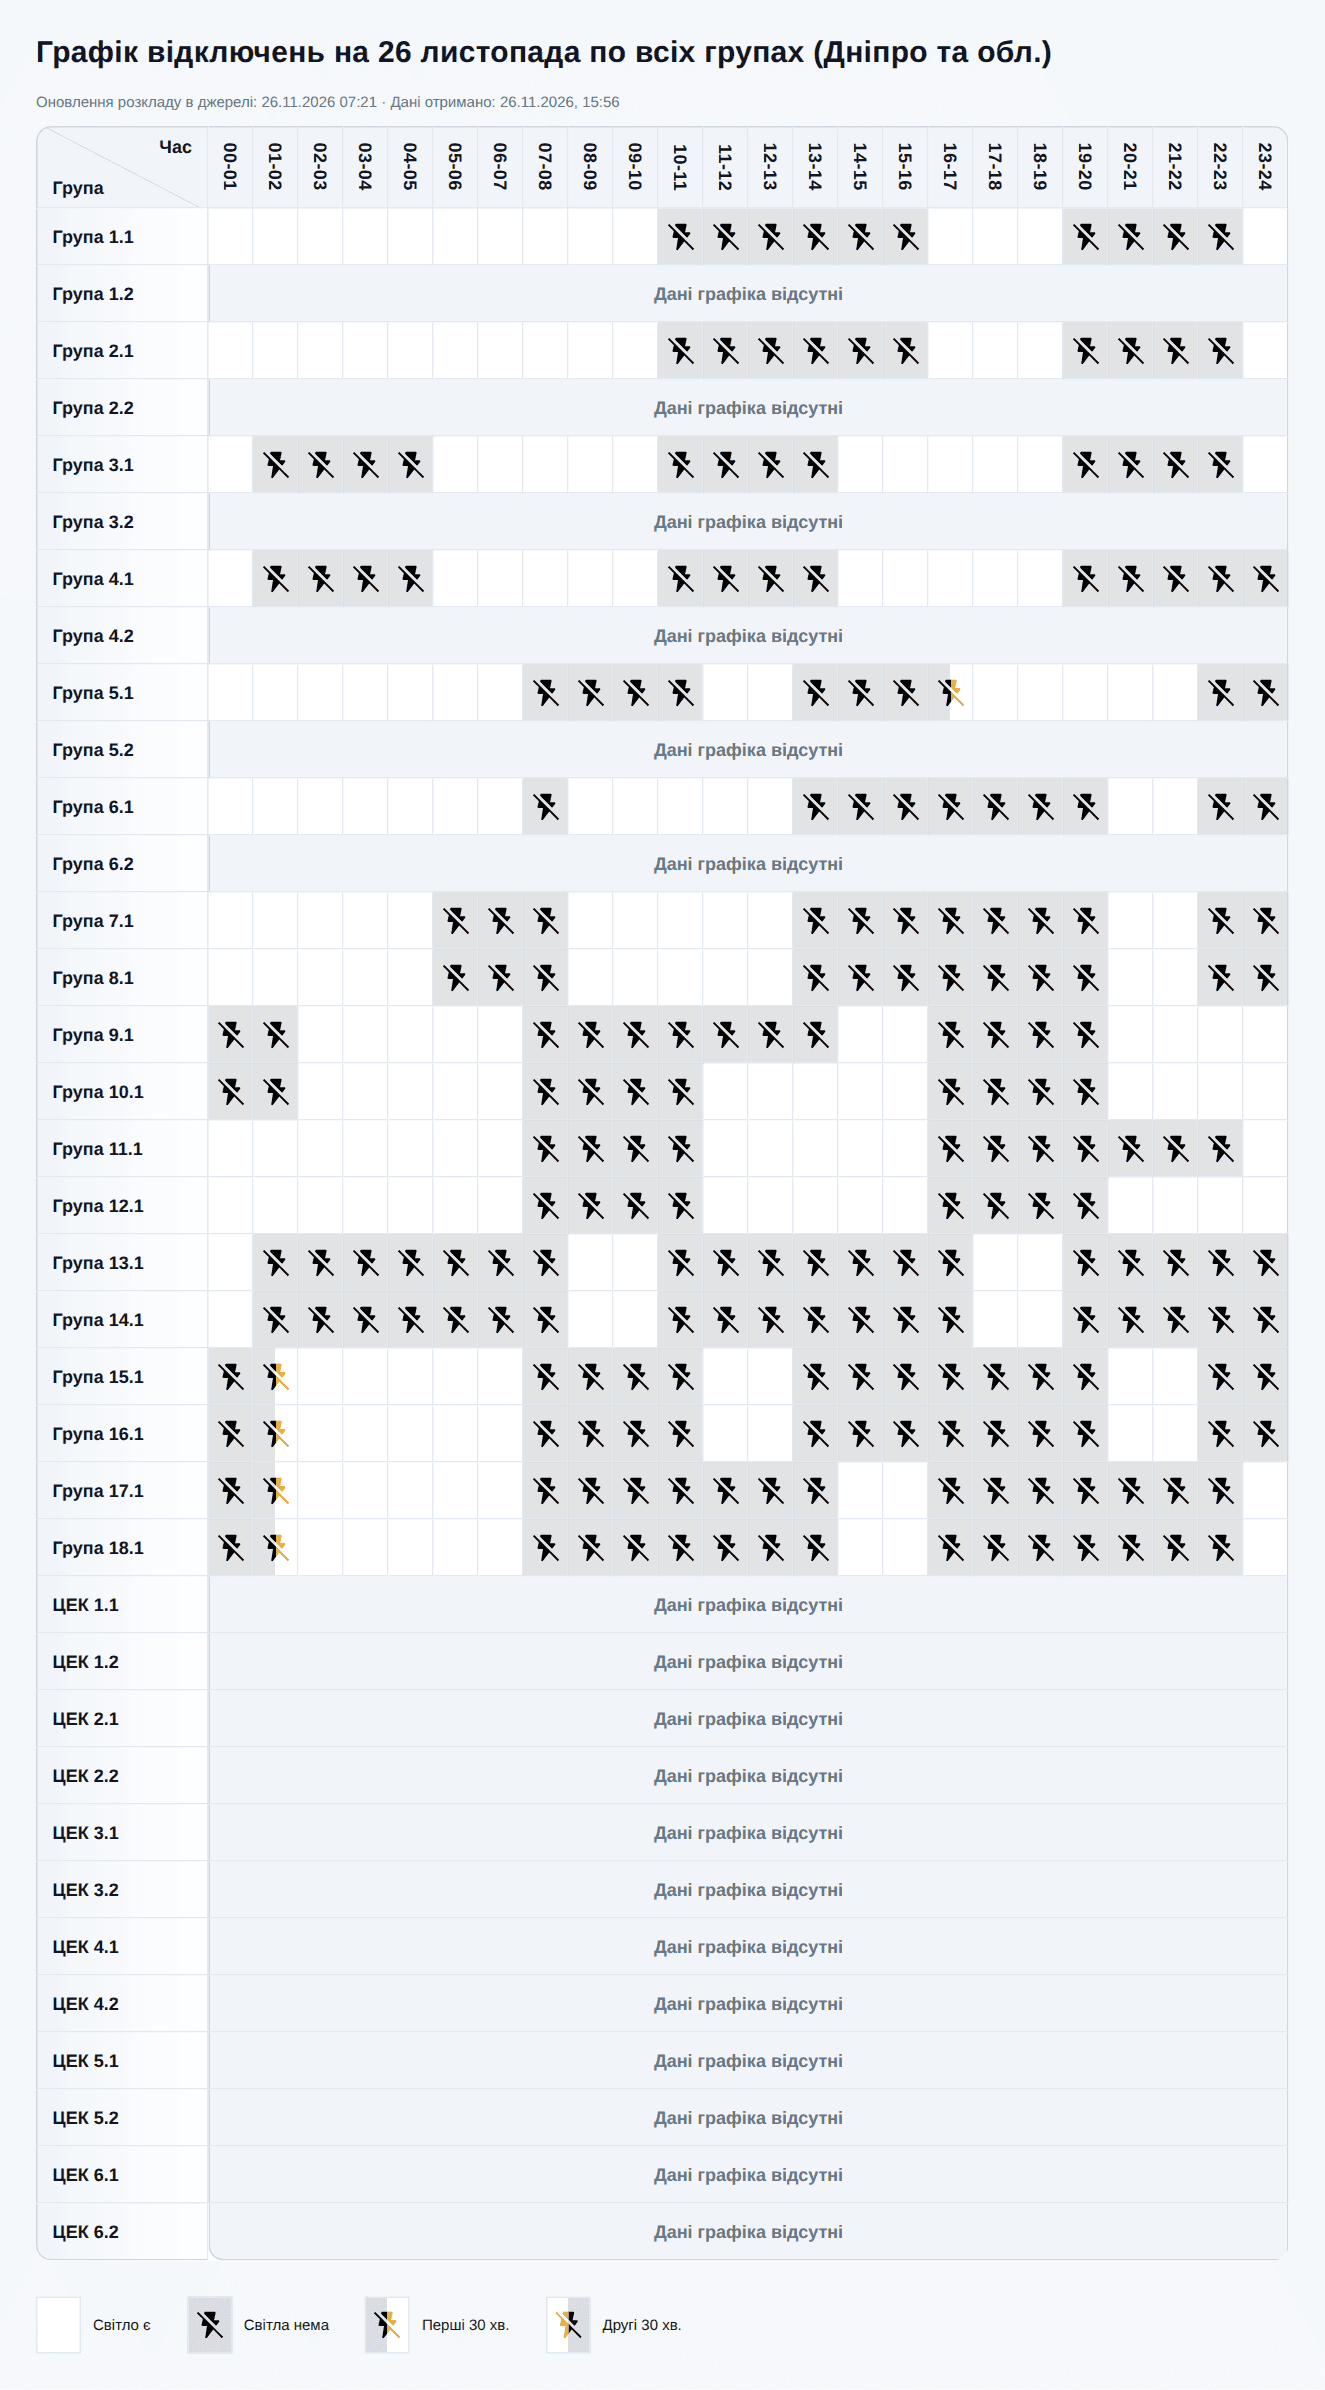 Графік відключень на 26 листопада по всіх групах (Дніпро та обл.)
Оновлення розкладу в джерелі: 26.11.2026 07:21 · Дані отримано: 26.11.2026, 15:56
Час
Група
00-01 01-02 02-03 03-04 04-05 05-06 06-07 07-08 08-09 09-10 10-11 11-12 12-13 13-14 14-15 15-16 16-17 17-18 18-19 19-20 20-21 21-22 22-23 23-24
Група 1.1
Група 1.2 Дані графіка відсутні
Група 2.1
Група 2.2 Дані графіка відсутні
Група 3.1
Група 3.2 Дані графіка відсутні
Група 4.1
Група 4.2 Дані графіка відсутні
Група 5.1
Група 5.2 Дані графіка відсутні
Група 6.1
Група 6.2 Дані графіка відсутні
Група 7.1
Група 8.1
Група 9.1
Група 10.1
Група 11.1
Група 12.1
Група 13.1
Група 14.1
Група 15.1
Група 16.1
Група 17.1
Група 18.1
ЦЕК 1.1 Дані графіка відсутні
ЦЕК 1.2 Дані графіка відсутні
ЦЕК 2.1 Дані графіка відсутні
ЦЕК 2.2 Дані графіка відсутні
ЦЕК 3.1 Дані графіка відсутні
ЦЕК 3.2 Дані графіка відсутні
ЦЕК 4.1 Дані графіка відсутні
ЦЕК 4.2 Дані графіка відсутні
ЦЕК 5.1 Дані графіка відсутні
ЦЕК 5.2 Дані графіка відсутні
ЦЕК 6.1 Дані графіка відсутні
ЦЕК 6.2 Дані графіка відсутні
Світло є Світла нема Перші 30 хв. Другі 30 хв.